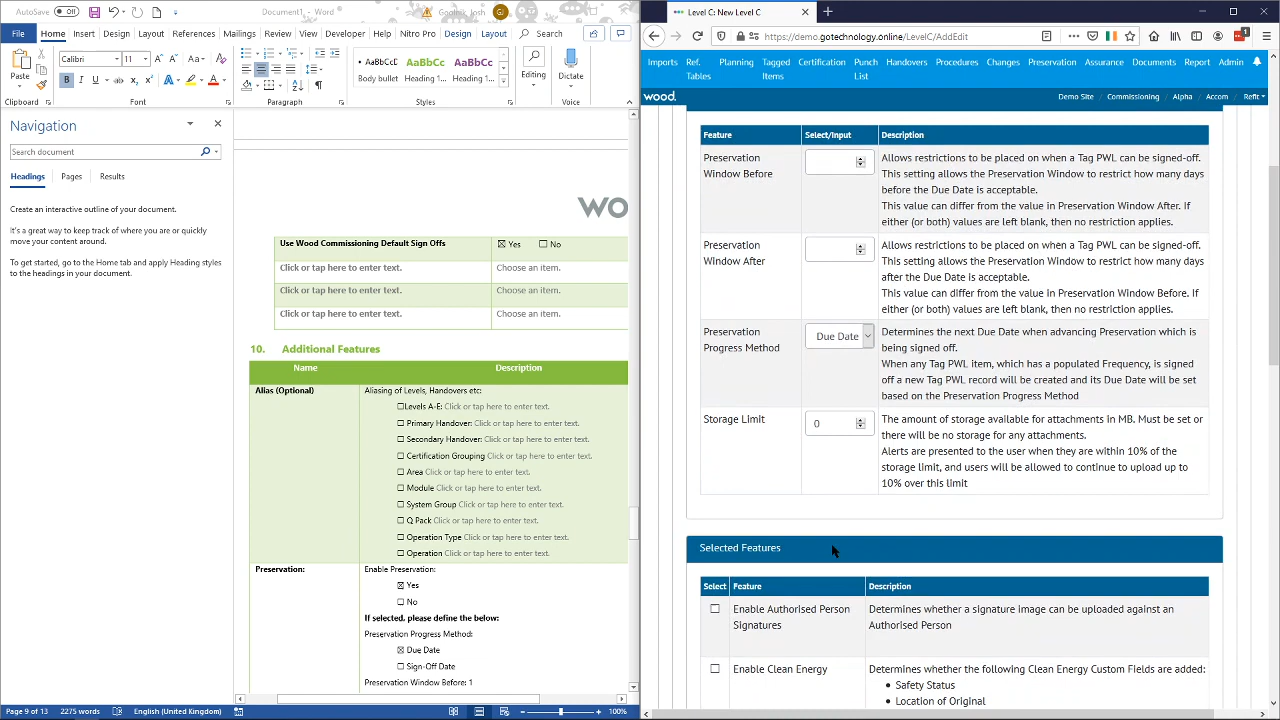 AutoSave Off Document1 - Word Goalmir, Josh GJ
File Home Insert Draw Design Layout References Mailings Review View Developer Help Nitro Pro Design Layout Search
Paste Calibri 11 Editing Dictate
• AaBbCc AaBbCc AaBbCc
Body bullet Heading 1... Heading 1...
Clipboard Font Paragraph Styles Voice
Navigation
Search document
Headings Pages Results
Create an interactive outline of your document.
It's a great way to keep track of where you are or quickly
move your content around.
To get started, go to the Home tab and apply Heading styles
to the headings in your document.
WO
Use Wood Commissioning Default Sign Offs ☒ Yes ☐ No
Click or tap here to enter text. Choose an item.
Click or tap here to enter text. Choose an item.
Click or tap here to enter text. Choose an item.
10. Additional Features
Name Description
Alias (Optional) Aliasing of Levels, Handovers etc:
☐Levels A-E: Click or tap here to enter text.
☐ Primary Handover: Click or tap here to enter text.
☐ Secondary Handover: Click or tap here to enter text.
☐ Certification Grouping Click or tap here to enter text.
☐ Area Click or tap here to enter text.
☐ Module Click or tap here to enter text.
☐ System Group Click or tap here to enter text.
☐ Q Pack Click or tap here to enter text.
☐ Operation Type Click or tap here to enter text.
☐ Operation Click or tap here to enter text.
Preservation: Enable Preservation:
☒ Yes
☐ No
If selected, please define the below:
Preservation Progress Method:
☒ Due Date
☐ Sign-Off Date
Preservation Window Before: 1
Page 9 of 13 2275 words English (United Kingdom) 100%
Level C: New Level C
https://demo.gotechnology.online/LevelC/AddEdit
Imports Ref. Tables Planning Tagged Items Certification Punch List Handovers Procedures Changes Preservation Assurance Documents Report Admin
wood. Demo Site / Commissioning / Alpha / Accom / Refit
Feature Select/Input Description
Preservation Window Before
Allows restrictions to be placed on when a Tag PWL can be signed-off.
This setting allows the Preservation Window to restrict how many days
before the Due Date is acceptable.
This value can differ from the value in Preservation Window After. If
either (or both) values are left blank, then no restriction applies.
Preservation Window After
Allows restrictions to be placed on when a Tag PWL can be signed-off.
This setting allows the Preservation Window to restrict how many days
after the Due Date is acceptable.
This value can differ from the value in Preservation Window Before. If
either (or both) values are left blank, then no restriction applies.
Preservation Progress Method
Due Date
Determines the next Due Date when advancing Preservation which is
being signed off.
When any Tag PWL item, which has a populated Frequency, is signed
off a new Tag PWL record will be created and its Due Date will be set
based on the Preservation Progress Method
Storage Limit
0
The amount of storage available for attachments in MB. Must be set or
there will be no storage for any attachments.
Alerts are presented to the user when they are within 10% of the
storage limit, and users will be allowed to continue to upload up to
10% over this limit
Selected Features
Select Feature Description
Enable Authorised Person Signatures
Determines whether a signature image can be uploaded against an
Authorised Person
Enable Clean Energy
Determines whether the following Clean Energy Custom Fields are added:
• Safety Status
• Location of Original